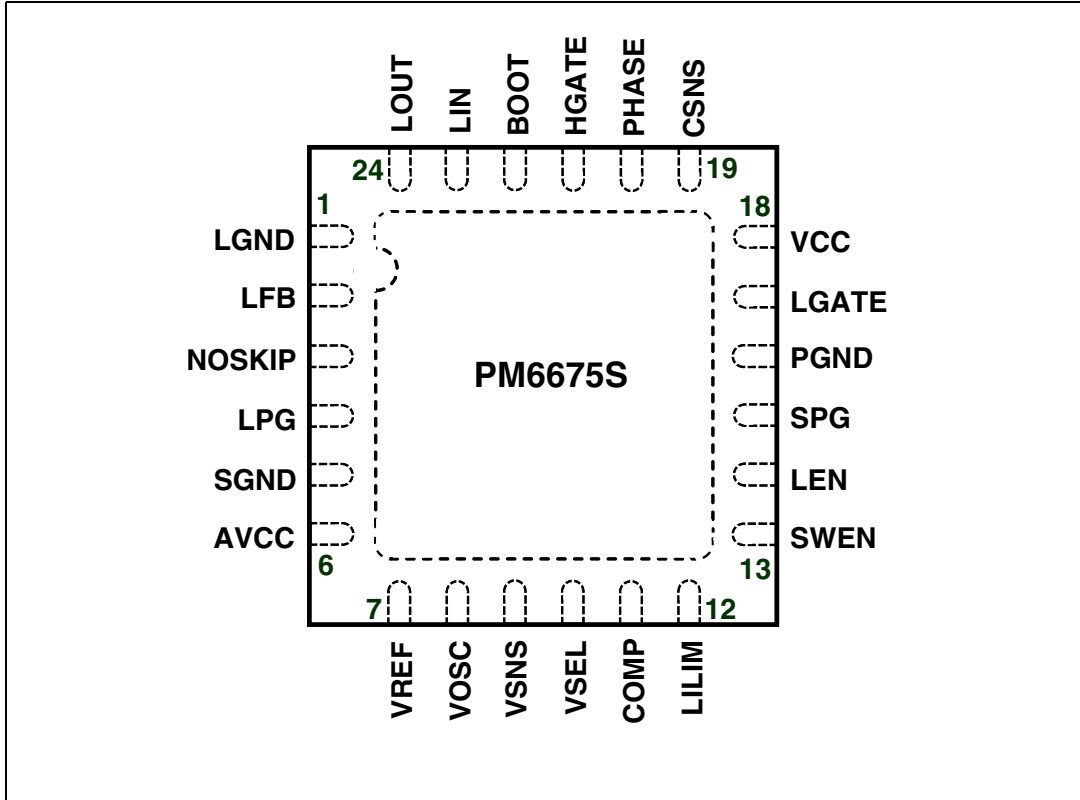 LOUT
LIN
BOOT
HGATE
PHASE
CSNS
24
19
1
18
LGND
VCC
LFB
LGATE
NOSKIP
PGND
PM6675S
LPG
SPG
SGND
LEN
AVCC
SWEN
6
13
7
12
VREF
VOSC
VSNS
VSEL
COMP
LILIM